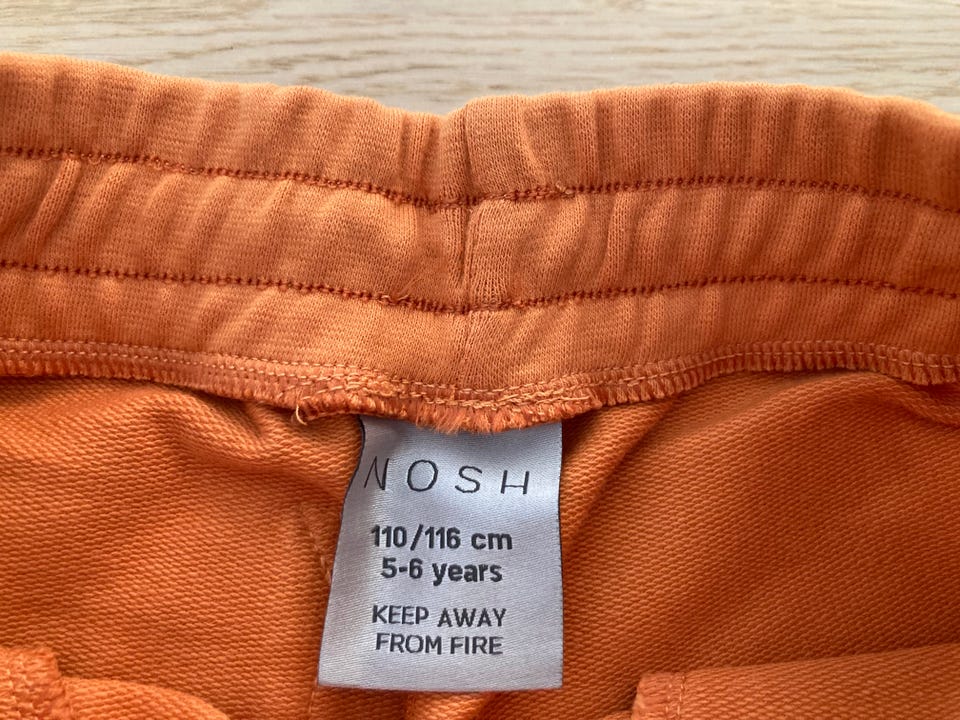 NOSH
110/116 cm
5-6 years
KEEP AWAY
FROM FIRE